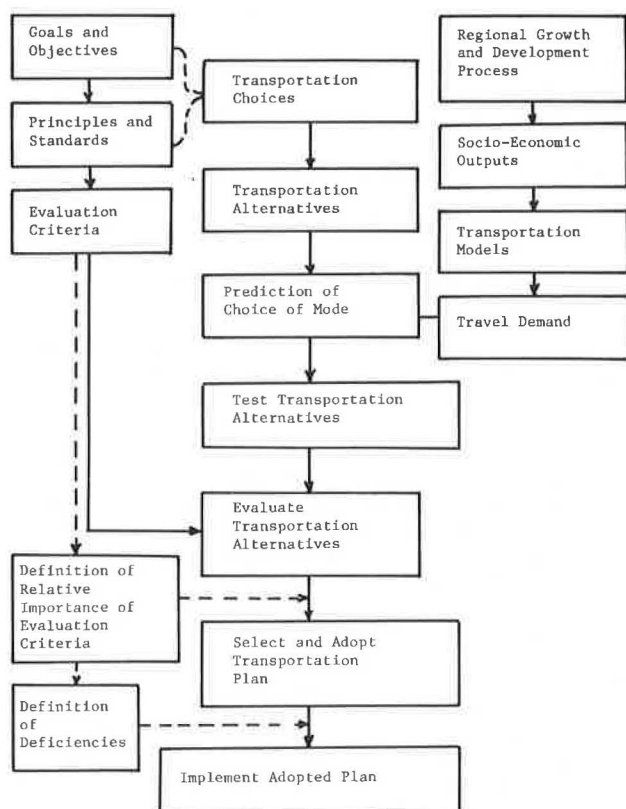 Goals and
Objectives
Principles and
Standards
Evaluation
Criteria
Transportation
Choices
Transportation
Alternatives
Prediction of
Choice of Mode
Test Transportation
Alternatives
Evaluate
Transportation
Alternatives
Select and Adopt
Transportation
Plan
Implement Adopted Plan
Regional Growth
and Development
Process
Socio-Economic
Outputs
Transportation
Models
Travel Demand
Definition of
Relative
Importance of
Evaluation
Criteria
Definition
of
Deficiencies